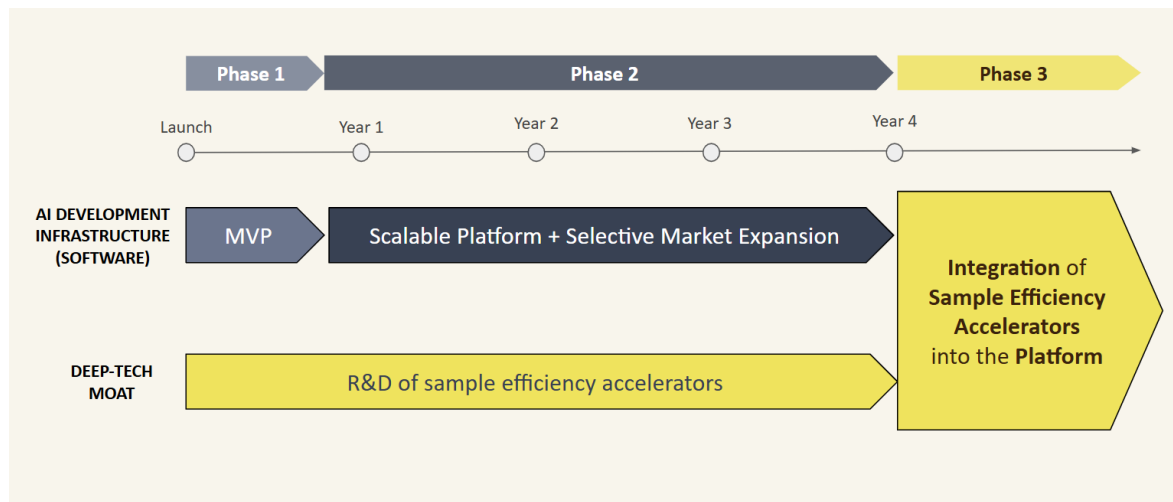 Phase 1
Phase 2
Phase 3
Launch
Year 1
Year 2
Year 3
Year 4
AI DEVELOPMENT
INFRASTRUCTURE
(SOFTWARE)
MVP
Scalable Platform + Selective Market Expansion
Integration of
Sample Efficiency
Accelerators
into the Platform
DEEP-TECH
MOAT
R&D of sample efficiency accelerators